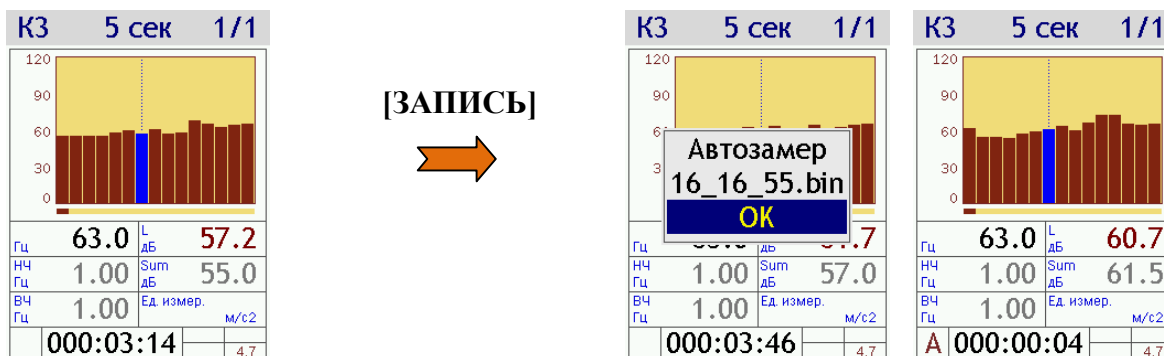 К3 5 сек 1/1
120
90
60
30
0
Гц 63.0 L дБ 57.2
НЧ Гц 1.00 Sum дБ 55.0
ВЧ Гц 1.00 Ед. измер. м/с2
000:03:14 4.7
[ЗАПИСЬ]
К3 5 сек 1/1
120
90
Автозамер
16_16_55.bin
OK
Гц дБ .7
НЧ Гц 1.00 Sum дБ 57.0
ВЧ Гц 1.00 Ед. измер. м/с2
000:03:46 4.7
К3 5 сек 1/1
120
90
60
30
0
Гц 63.0 L дБ 60.7
НЧ Гц 1.00 Sum дБ 61.5
ВЧ Гц 1.00 Ед. измер. м/с2
А 000:00:04 4.7